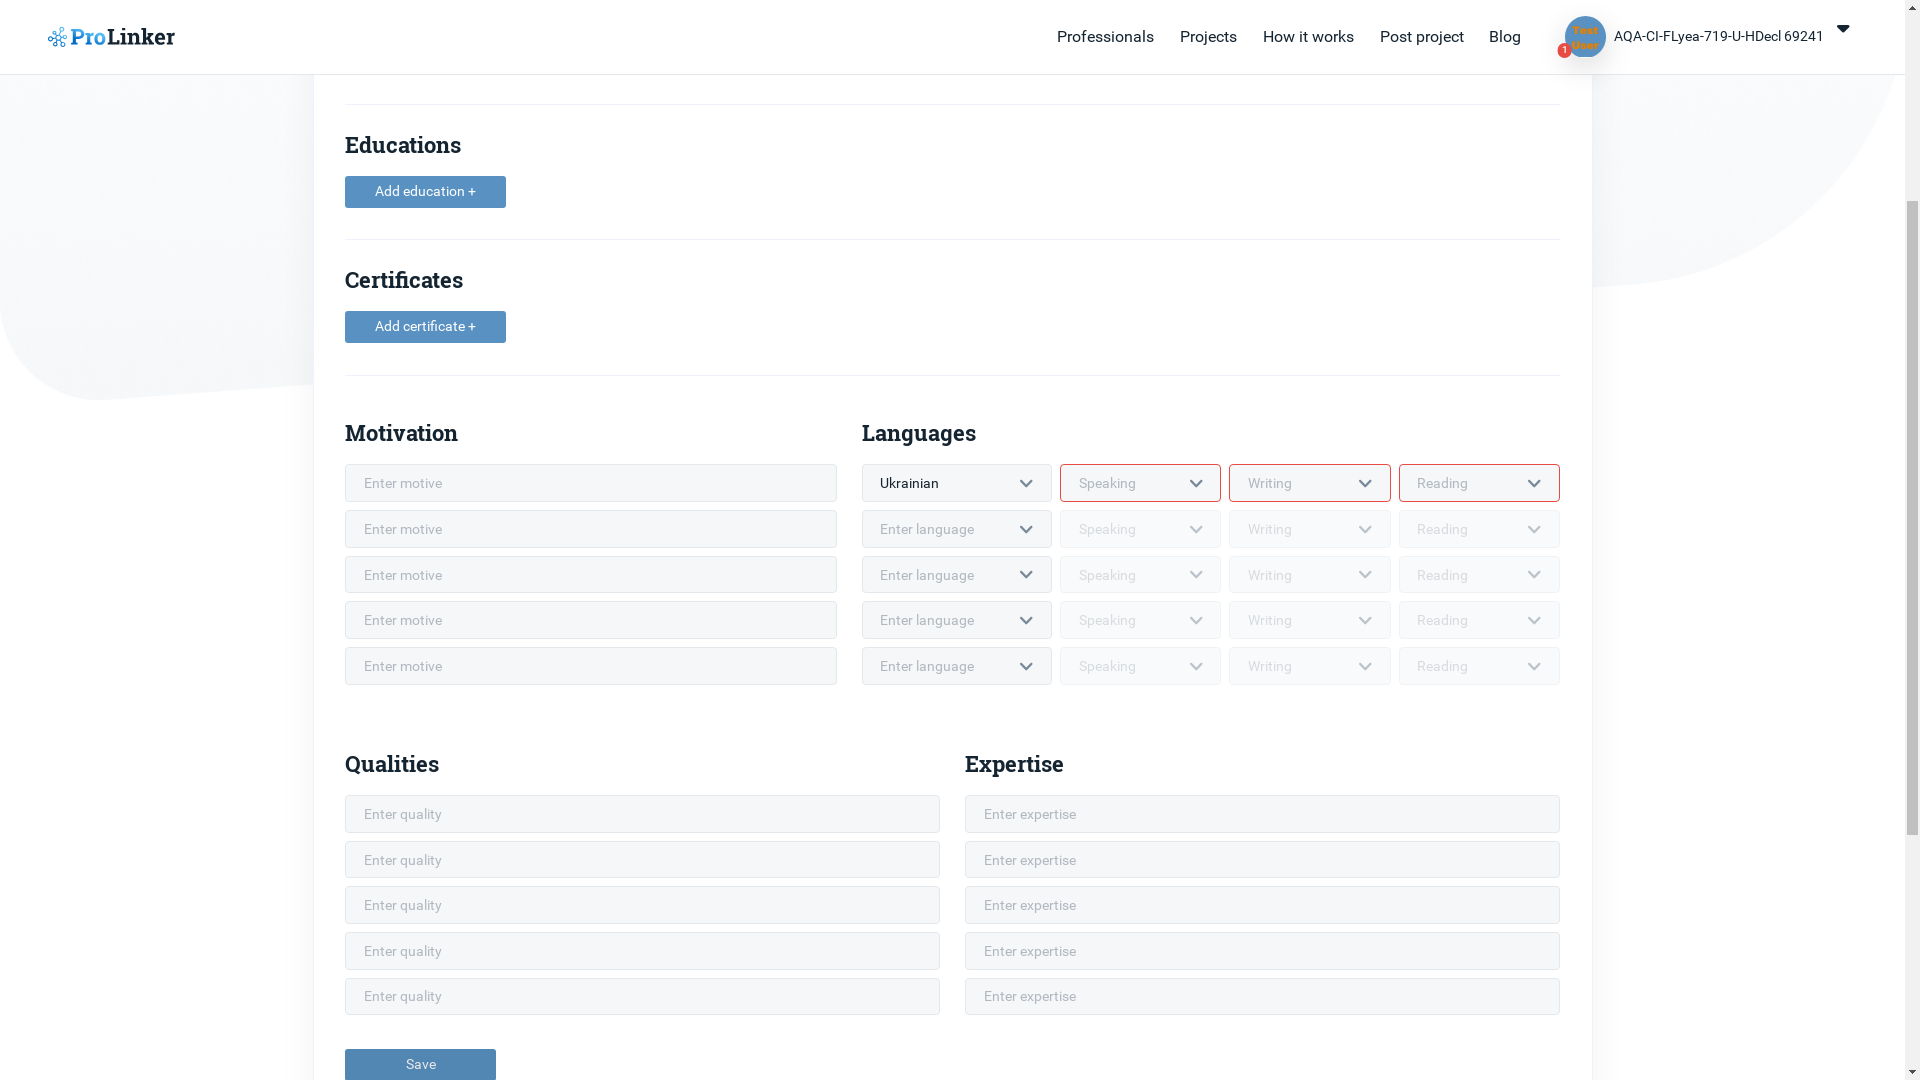 ProLinker
Professionals Projects How it works Post project Blog
Test
User
1
AQA-CI-FLyea-719-U-HDecl 69241
Educations
Add education +
Certificates
Add certificate +
Motivation
Enter motive
Enter motive
Enter motive
Enter motive
Enter motive
Languages
Ukrainian Speaking Writing Reading
Enter language Speaking Writing Reading
Enter language Speaking Writing Reading
Enter language Speaking Writing Reading
Enter language Speaking Writing Reading
Qualities
Enter quality
Enter quality
Enter quality
Enter quality
Enter quality
Expertise
Enter expertise
Enter expertise
Enter expertise
Enter expertise
Enter expertise
Save